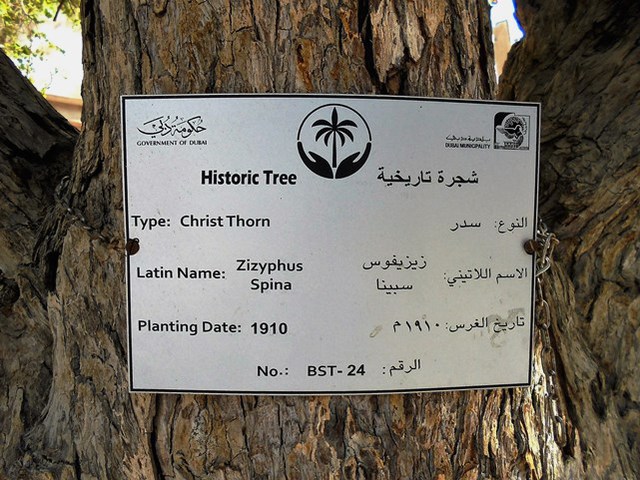 حكومة دبي
GOVERNMENT OF DUBAI
بلدية دبي
DUBAI MUNICIPALITY
Historic Tree شجرة تاريخية
Type: Christ Thorn النوع: سدر
Latin Name: Zizyphus Spina الاسم اللاتيني: زيزيفوس سبينا
Planting Date: 1910 تاريخ الغرس: ١٩١٠م
No.: BST- 24 الرقم: